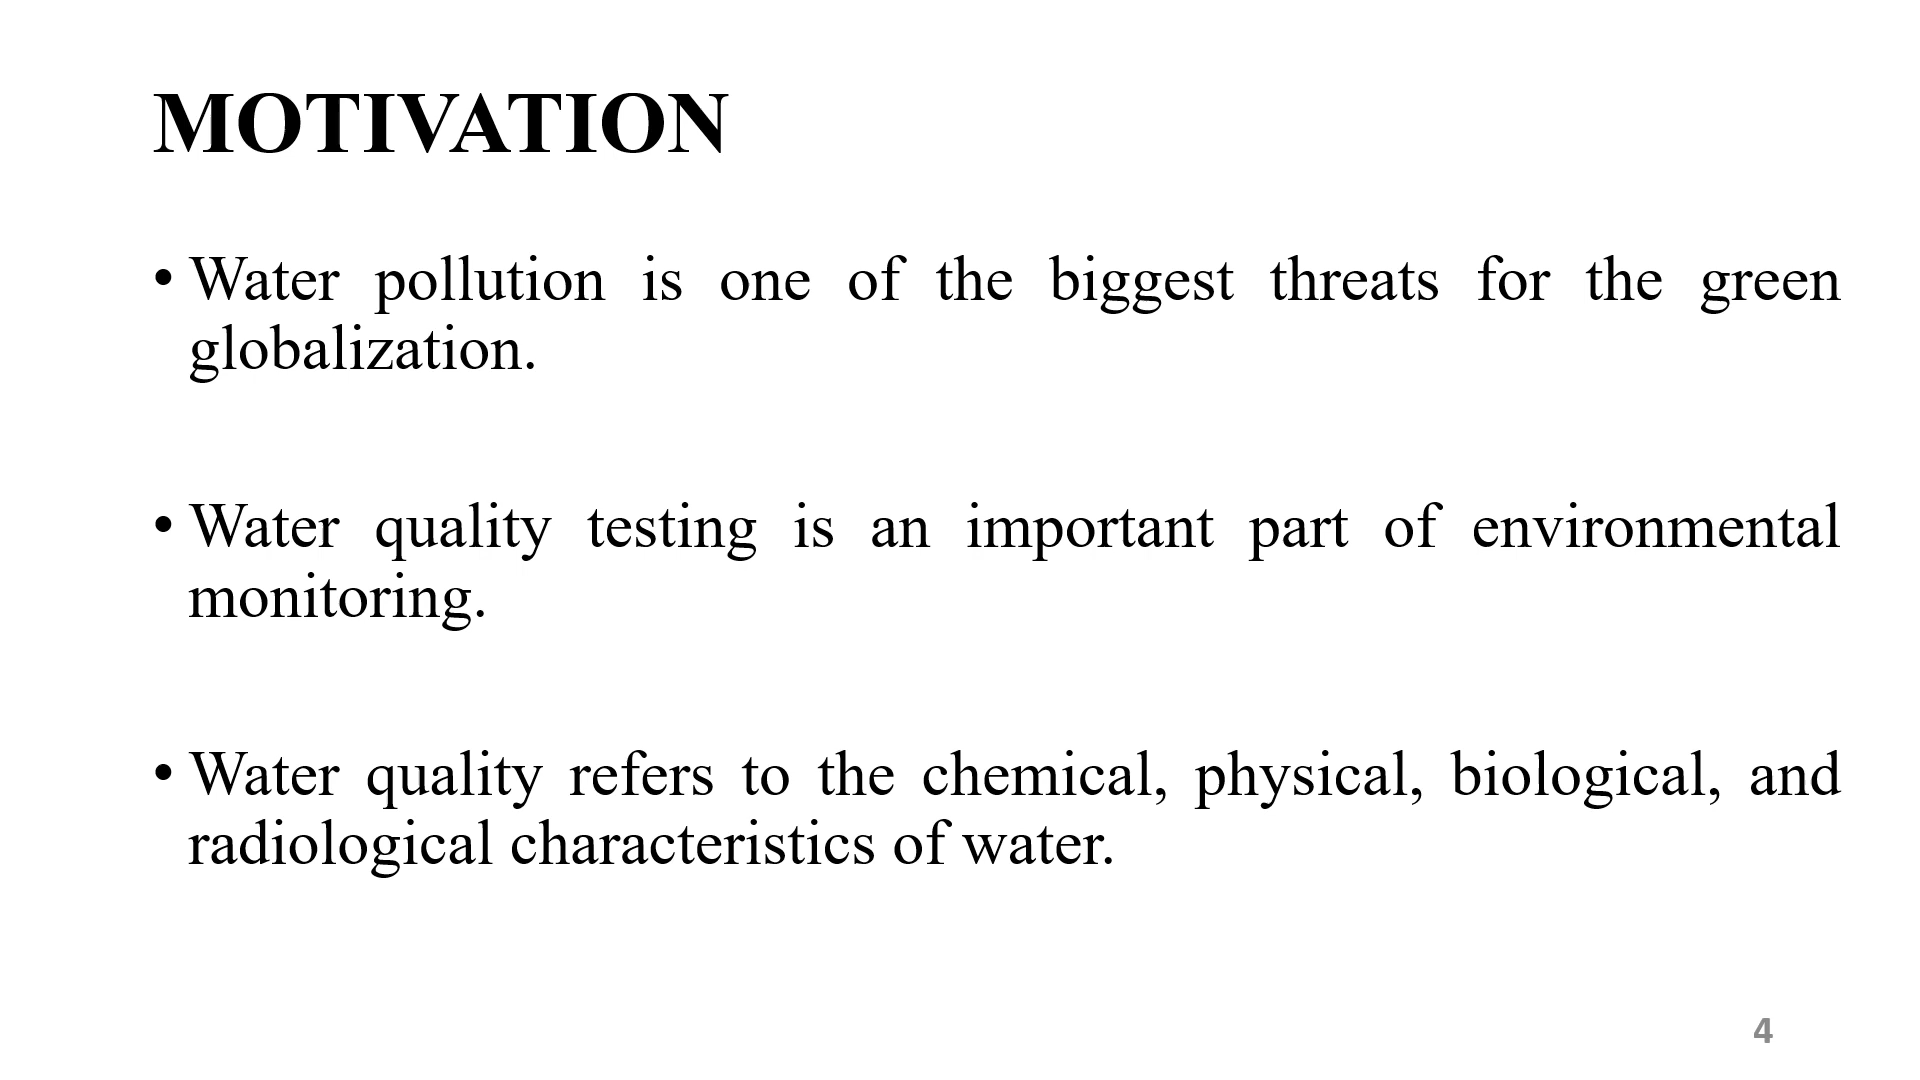 MOTIVATION
• Water pollution is one of the biggest threats for the green
globalization.
• Water quality testing is an important part of environmental
monitoring.
• Water quality refers to the chemical, physical, biological, and
radiological characteristics of water.
4